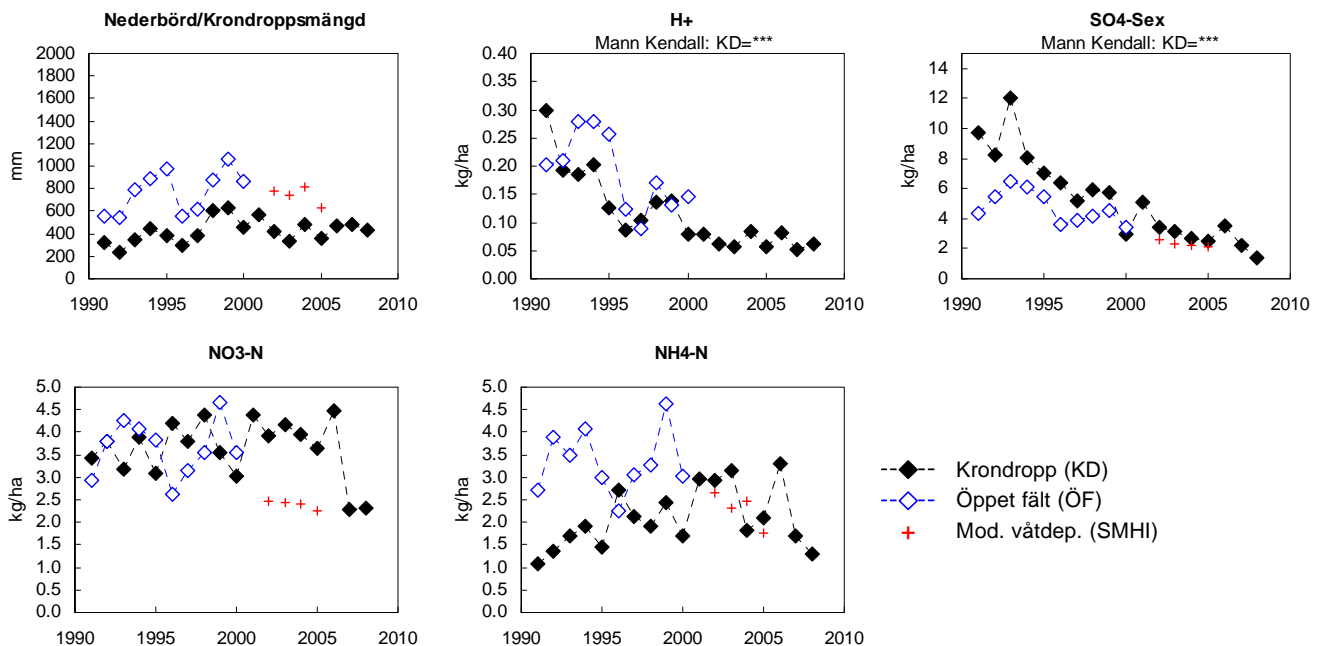 Nederbörd/Krondroppsmängd
mm
2000
1800
1600
1400
1200
1000
800
600
400
200
0
1990 1995 2000 2005 2010
H+
Mann Kendall: KD=***
kg/ha
0.40
0.35
0.30
0.25
0.20
0.15
0.10
0.05
0.00
1990 1995 2000 2005 2010
SO4-Sex
Mann Kendall: KD=***
kg/ha
14
12
10
8
6
4
2
0
1990 1995 2000 2005 2010
NO3-N
kg/ha
5.0
4.5
4.0
3.5
3.0
2.5
2.0
1.5
1.0
0.5
0.0
1990 1995 2000 2005 2010
NH4-N
kg/ha
5.0
4.5
4.0
3.5
3.0
2.5
2.0
1.5
1.0
0.5
0.0
1990 1995 2000 2005 2010
Krondropp (KD)
Öppet fält (ÖF)
Mod. våtdep. (SMHI)